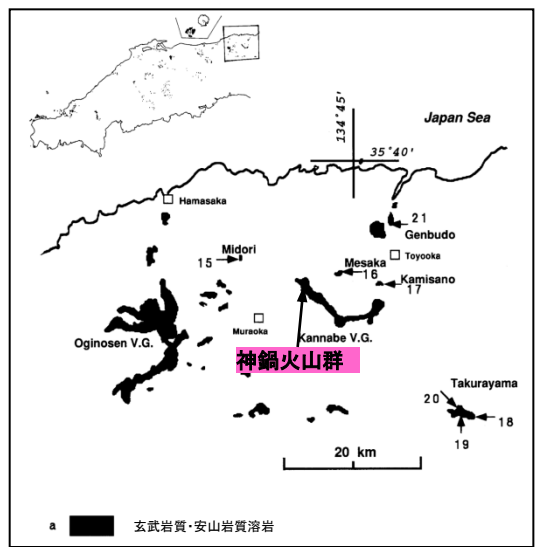 134°45'
Japan Sea
35°40'
Hamasaka
21
Genbudo
Midori
15
Toyooka
Mesaka
16
Kamisano
17
Oginosen V.G.
Muraoka
Kannabe V.G.
神鍋火山群
Takurayama
20
18
19
20 km
a
玄武岩質・安山岩質溶岩